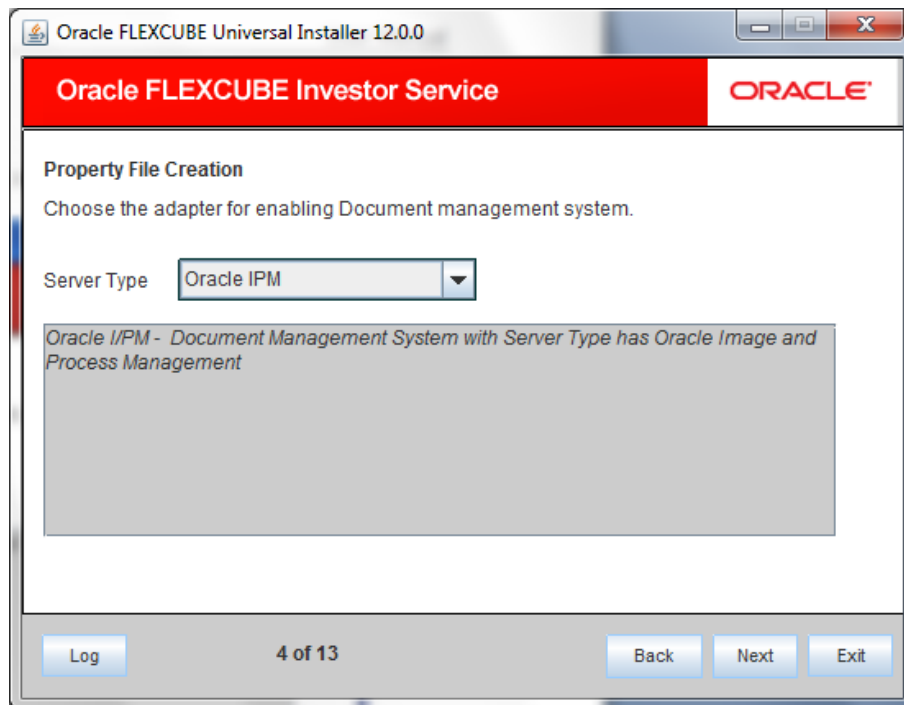 Oracle FLEXCUBE Universal Installer 12.0.0
Oracle FLEXCUBE Investor Service
ORACLE
Property File Creation
Choose the adapter for enabling Document management system.
Server Type Oracle IPM
Oracle I/PM - Document Management System with Server Type has Oracle Image and
Process Management
Log 4 of 13 Back Next Exit